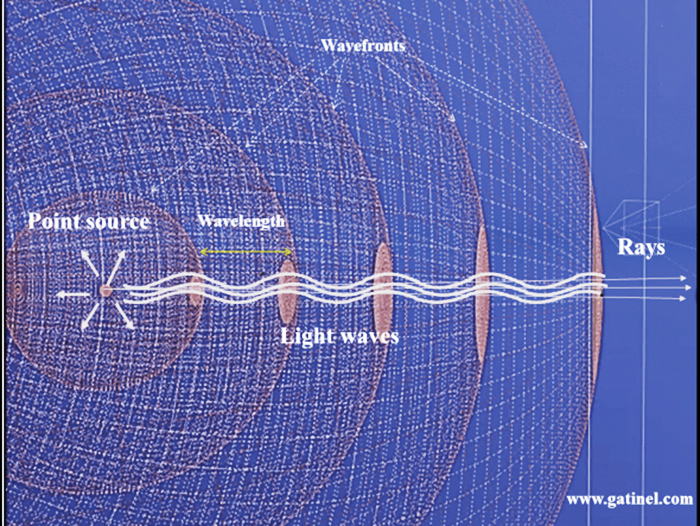 Wavefronts
Point source
Wavelength
Rays
Light waves
www.gatinel.com